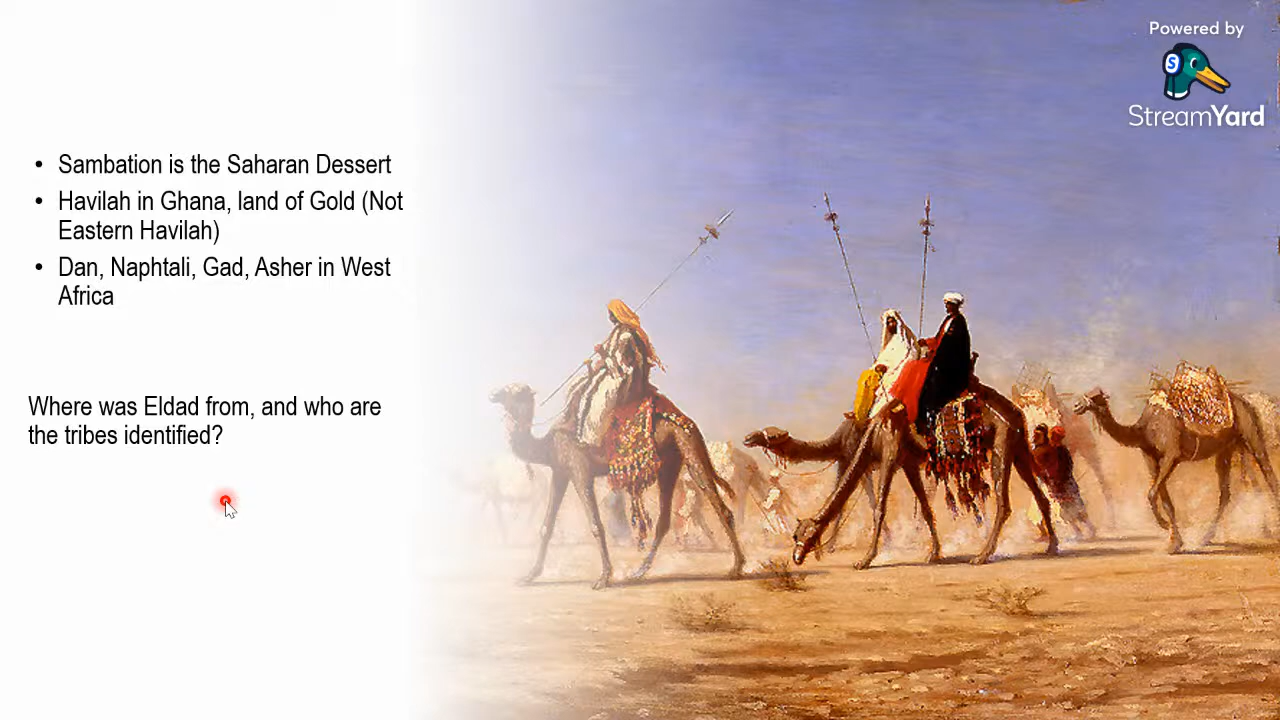 Powered by
StreamYard
• Sambation is the Saharan Dessert
• Havilah in Ghana, land of Gold (Not
Eastern Havilah)
• Dan, Naphtali, Gad, Asher in West
Africa
Where was Eldad from, and who are
the tribes identified?